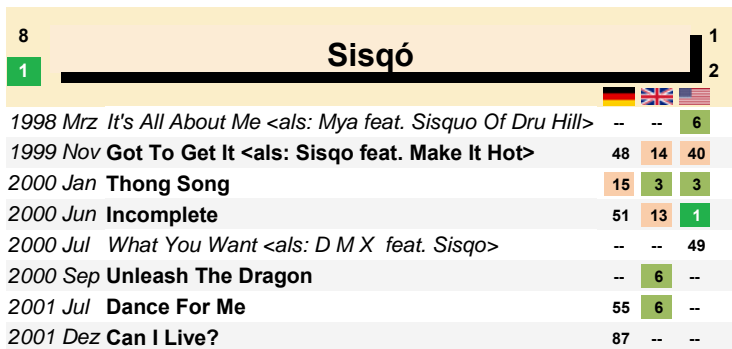 8
Sisqó
1
1
2
1998 Mrz It's All About Me <als: Mya feat. Sisquo Of Dru Hill> -- -- 6
1999 Nov Got To Get It <als: Sisqo feat. Make It Hot> 48 14 40
2000 Jan Thong Song 15 3 3
2000 Jun Incomplete 51 13 1
2000 Jul What You Want <als: D M X feat. Sisqo> -- -- 49
2000 Sep Unleash The Dragon -- 6 --
2001 Jul Dance For Me 55 6 --
2001 Dez Can I Live? 87 -- --